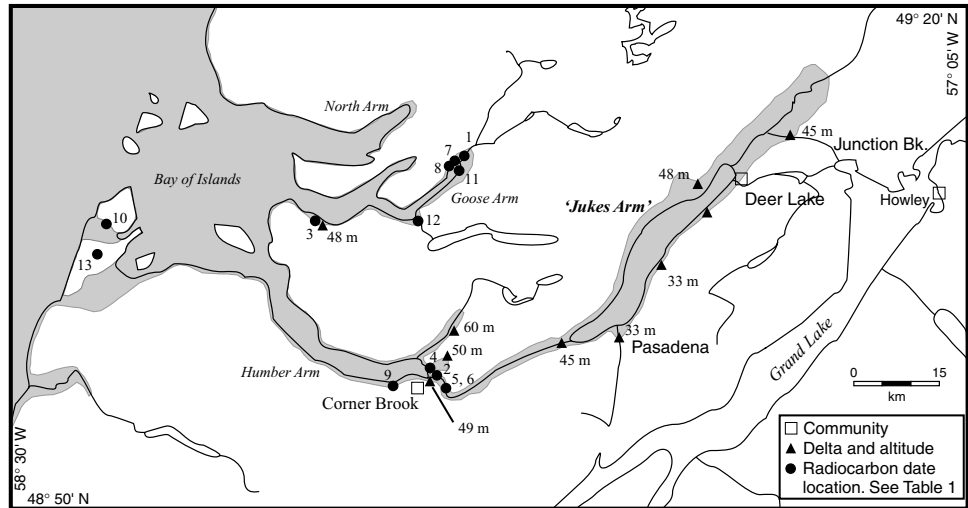 49° 20' N
57° 05' W
North Arm
1
7
8
11
45 m
Junction Bk.
Bay of Islands
48 m
Howley
Goose Arm
'Jukes Arm'
Deer Lake
10
3
48 m
12
13
33 m
60 m
33 m
50 m
45 m
Pasadena
Grand Lake
4
2
Humber Arm
9
5, 6
Corner Brook
49 m
0
15
km
58° 30' W
48° 50' N
Community
Delta and altitude
Radiocarbon date
location. See Table 1